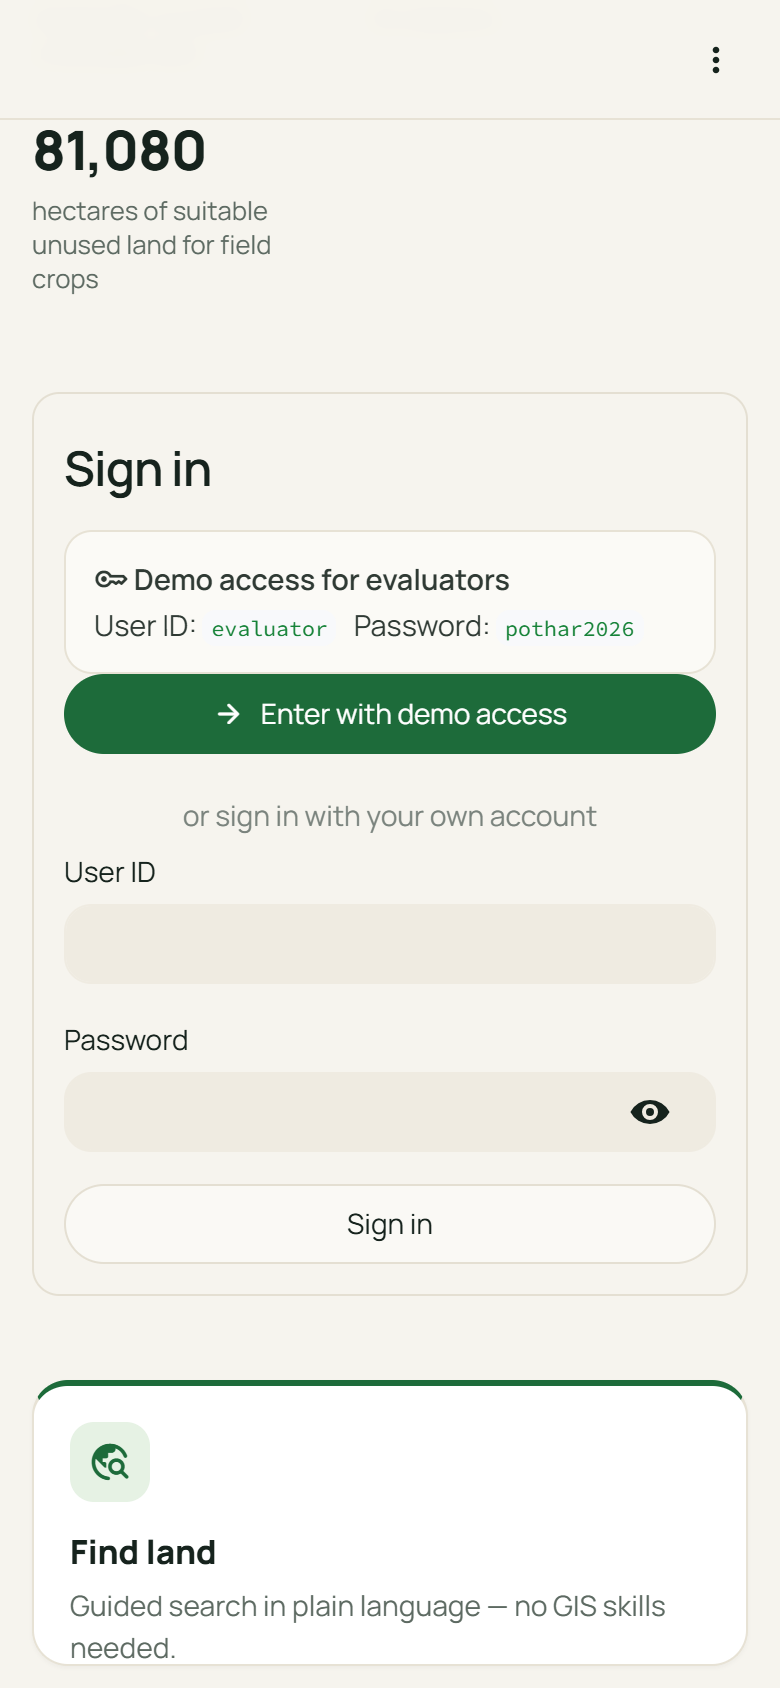 81,080
hectares of suitable
unused land for field
crops
Sign in
Demo access for evaluators
User ID: evaluator Password: pothar2026
Enter with demo access
or sign in with your own account
User ID
Password
Sign in
Find land
Guided search in plain language — no GIS skills
needed.